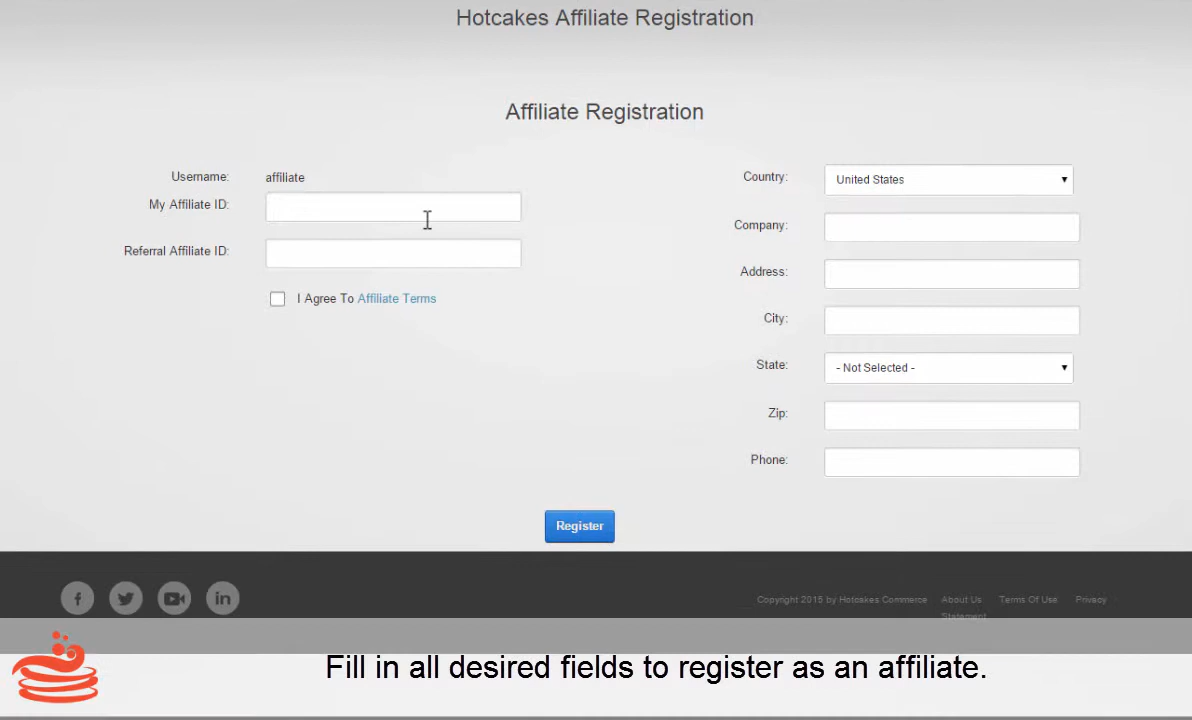 Hotcakes Affiliate Registration
Affiliate Registration
Username: affiliate
My Affiliate ID:
Referral Affiliate ID:
I Agree To Affiliate Terms
Country: United States
Company:
Address:
City:
State: - Not Selected -
Zip:
Phone:
Register
Copyright 2015 by Hotcakes Commerce About Us Terms Of Use Privacy
Statement
Fill in all desired fields to register as an affiliate.